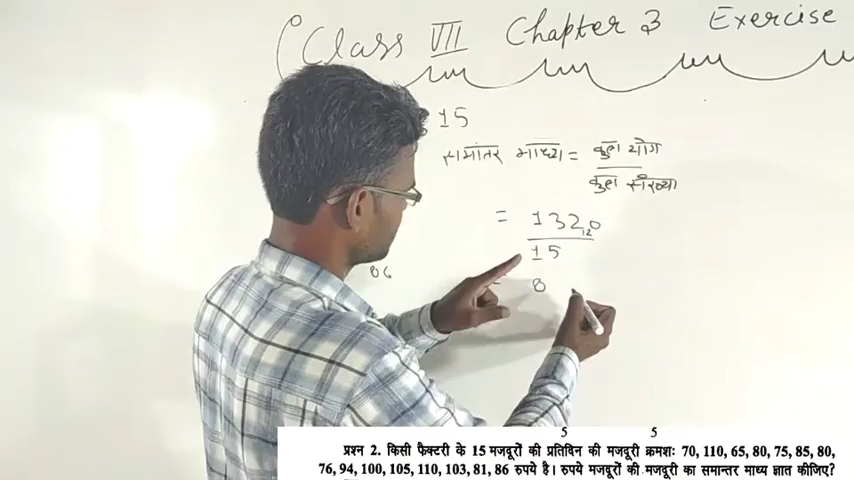 Class VII Chapter 3 Exercise
15
समांतर माध्य = कुल योग
कुल संख्या
= 1320
12
15
86
8
5 5
प्रश्न 2. किसी फैक्टरी के 15 मजदूरों की प्रतिदिन की मजदूरी क्रमशः 70, 110, 65, 80, 75, 85, 80,
76, 94, 100, 105, 110, 103, 81, 86 रुपये है। रुपये मजदूरों की मजदूरी का समान्तर माध्य ज्ञात कीजिए?